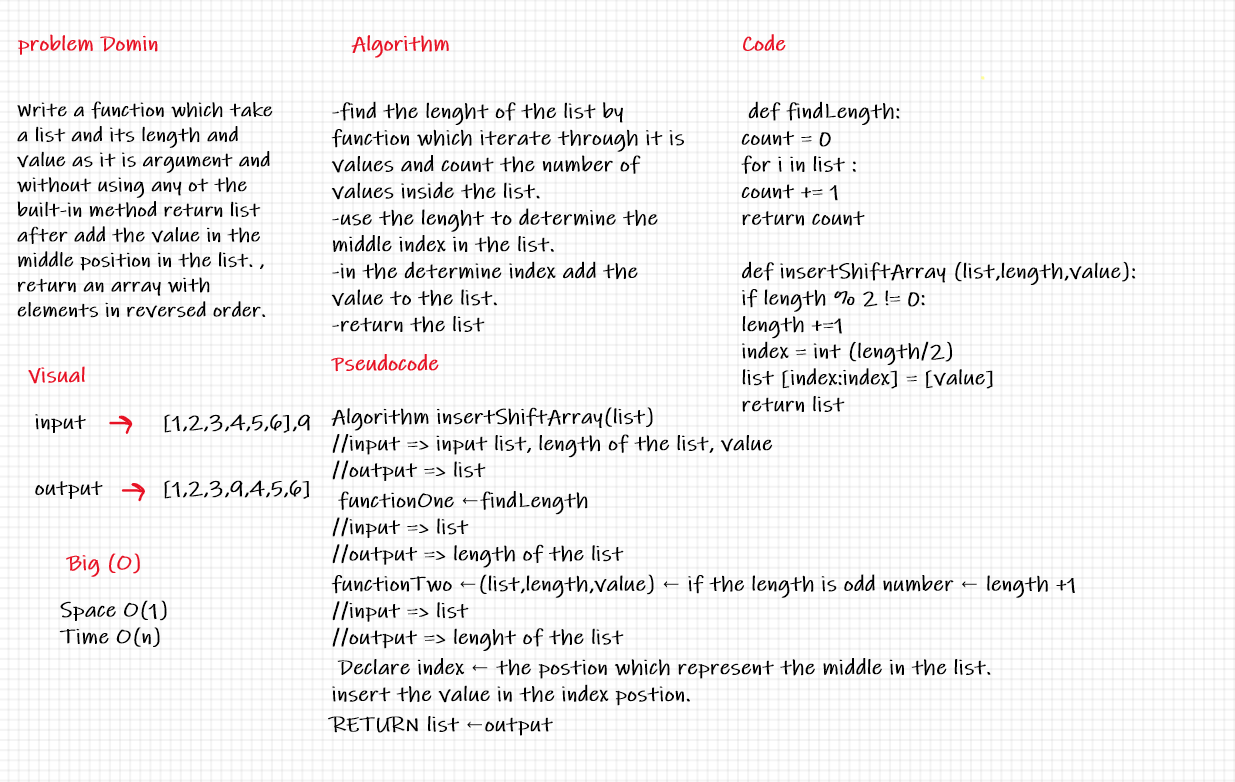 problem Domin
Write a function which take
a list and its length and
value as it is argument and
without using any ot the
built-in method return list
after add the value in the
middle position in the list. ,
return an array with
elements in reversed order.
Visual
input → [1,2,3,4,5,6],9
output → [1,2,3,9,4,5,6]
Big (O)
Space O(1)
Time O(n)
Algorithm
-find the lenght of the list by
function which iterate through it is
values and count the number of
values inside the list.
-use the lenght to determine the
middle index in the list.
-in the determine index add the
value to the list.
-return the list
Pseudocode
Algorithm insertShiftArray(list)
//input => input list, length of the list, value
//output => list
functionOne ←findLength
//input => list
//output => length of the list
functionTwo ←(list,length,value) ← if the length is odd number ← length +1
//input => list
//output => lenght of the list
Declare index ← the postion which represent the middle in the list.
insert the value in the index postion.
RETURN list ←output
Code
def findLength:
count = 0
for i in list :
count += 1
return count
def insertShiftArray (list,length,value):
if length % 2 != 0:
length +=1
index = int (length/2)
list [index:index] = [value]
return list